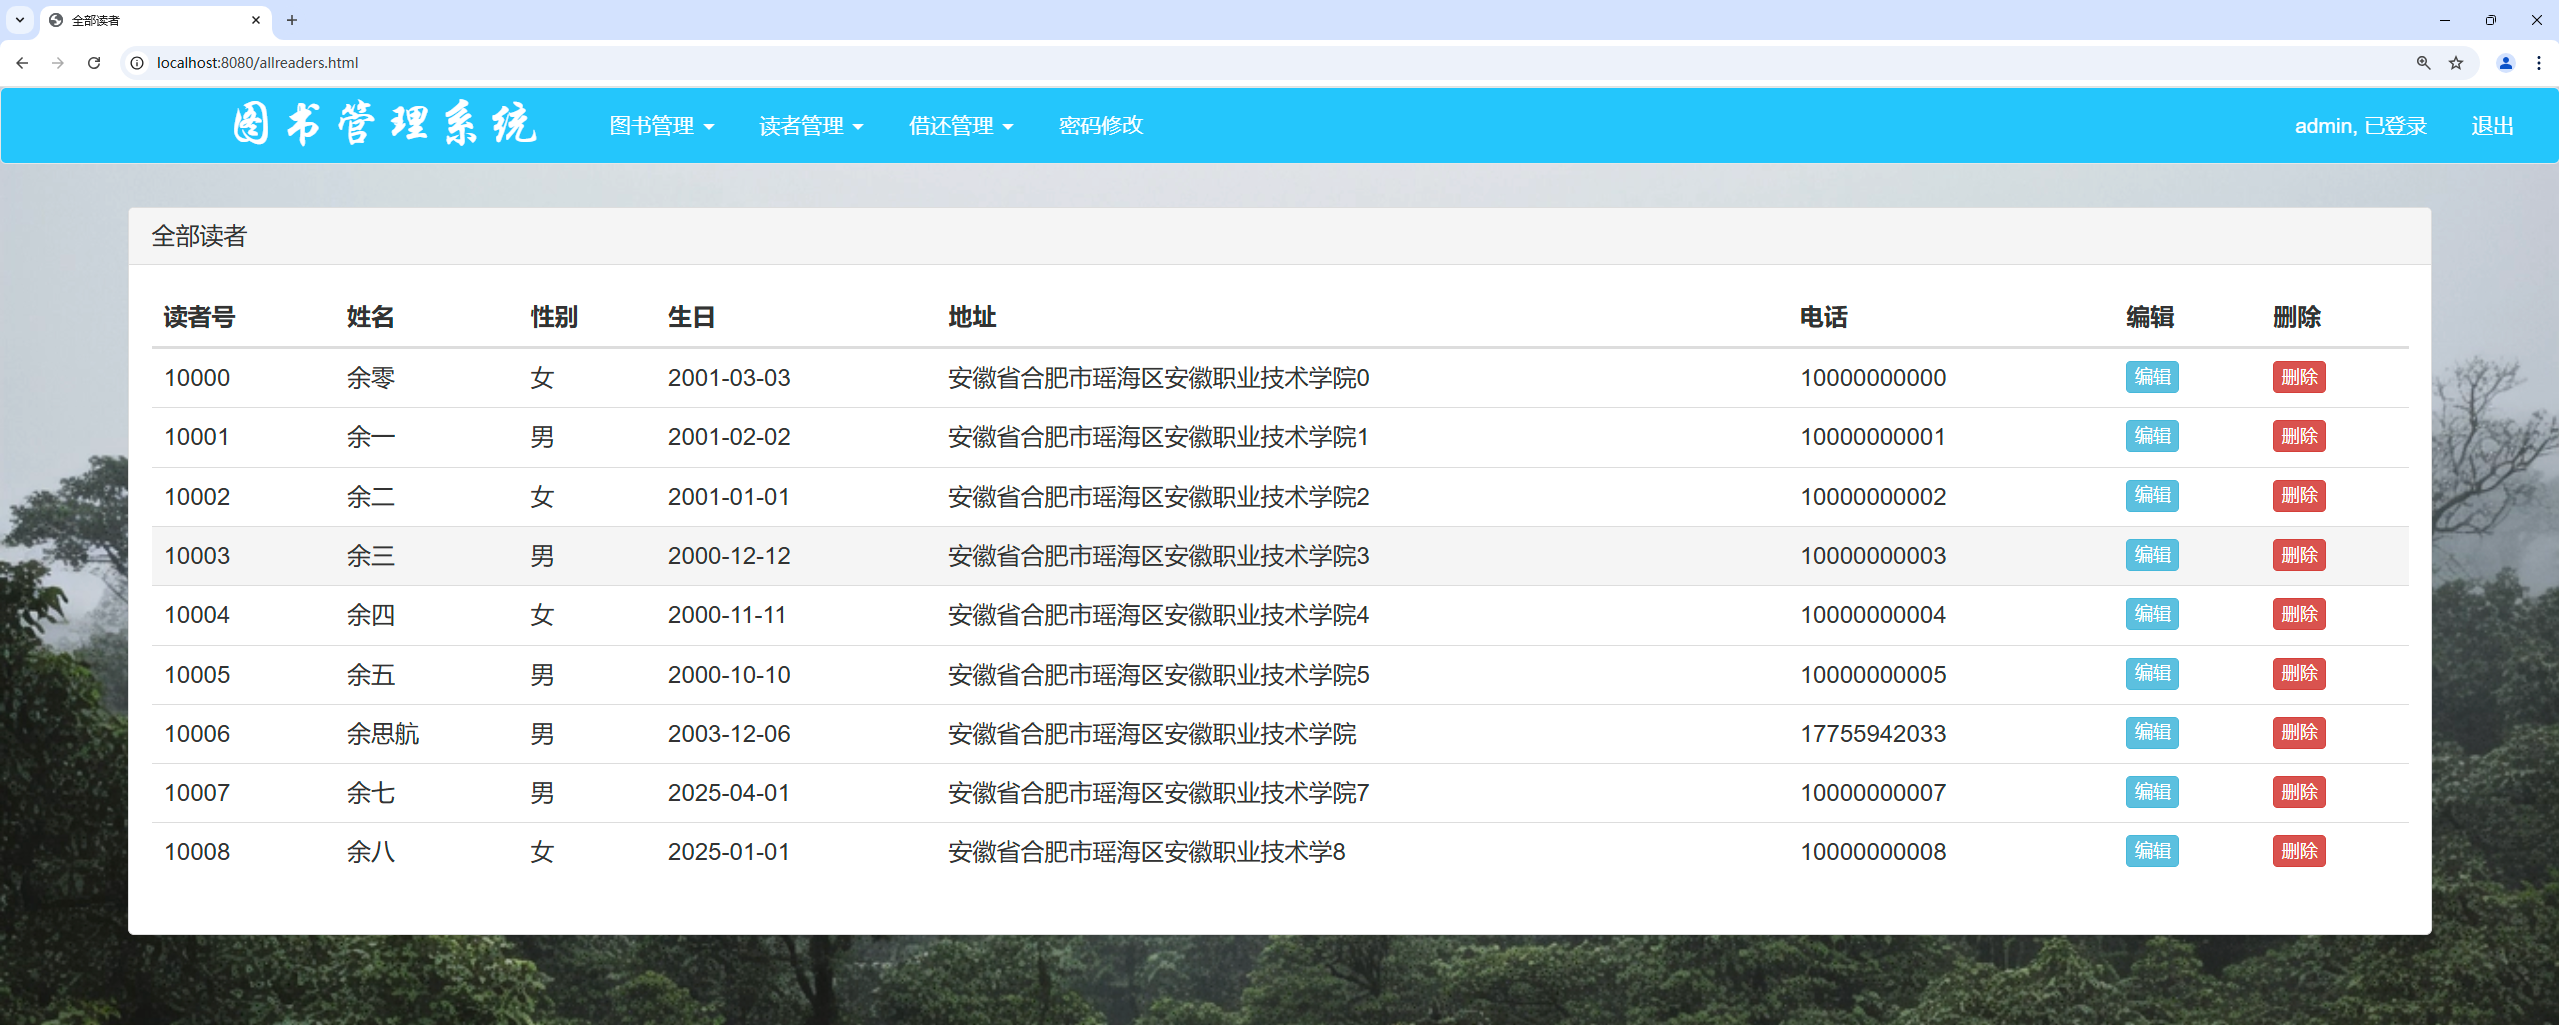 全部读者
localhost:8080/allreaders.html
图书管理系统 图书管理 读者管理 借还管理 密码修改 admin, 已登录 退出
全部读者
读者号 姓名 性别 生日 地址 电话 编辑 删除
10000 余零 女 2001-03-03 安徽省合肥市瑶海区安徽职业技术学院0 10000000000 编辑 删除
10001 余一 男 2001-02-02 安徽省合肥市瑶海区安徽职业技术学院1 10000000001 编辑 删除
10002 余二 女 2001-01-01 安徽省合肥市瑶海区安徽职业技术学院2 10000000002 编辑 删除
10003 余三 男 2000-12-12 安徽省合肥市瑶海区安徽职业技术学院3 10000000003 编辑 删除
10004 余四 女 2000-11-11 安徽省合肥市瑶海区安徽职业技术学院4 10000000004 编辑 删除
10005 余五 男 2000-10-10 安徽省合肥市瑶海区安徽职业技术学院5 10000000005 编辑 删除
10006 余思航 男 2003-12-06 安徽省合肥市瑶海区安徽职业技术学院 17755942033 编辑 删除
10007 余七 男 2025-04-01 安徽省合肥市瑶海区安徽职业技术学院7 10000000007 编辑 删除
10008 余八 女 2025-01-01 安徽省合肥市瑶海区安徽职业技术学8 10000000008 编辑 删除